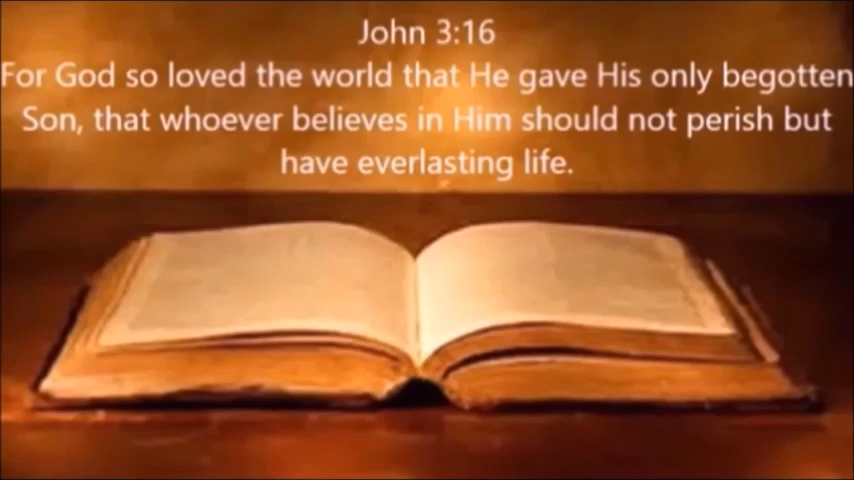 John 3:16
For God so loved the world that He gave His only begotten
Son, that whoever believes in Him should not perish but
have everlasting life.